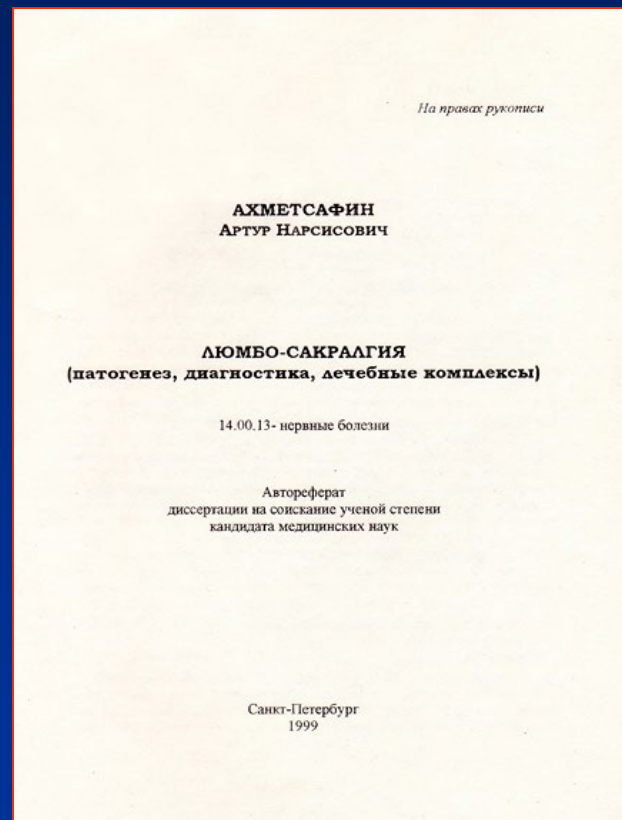 На правах рукописи
АХМЕТСАФИН
АРТУР НАРСИСОВИЧ
ЛЮМБО-САКРАЛГИЯ
(патогенез, диагностика, лечебные комплексы)
14.00.13- нервные болезни
Автореферат
диссертации на соискание ученой степени
кандидата медицинских наук
Санкт-Петербург
1999